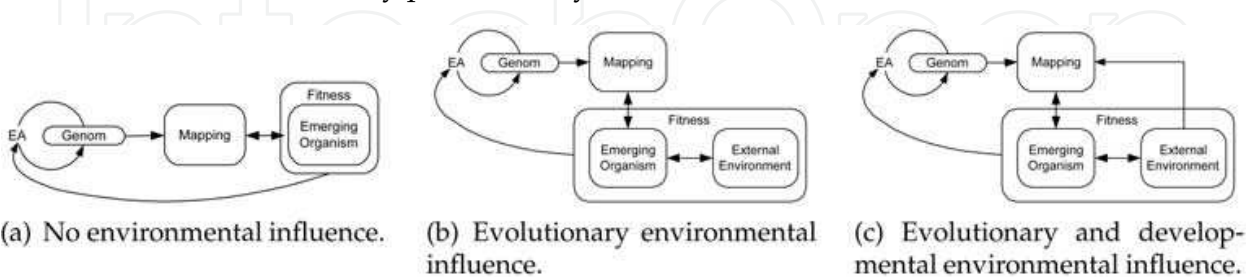 EA
Genom
Mapping
Fitness
Emerging
Organism
(a) No environmental influence.
EA
Genom
Mapping
Fitness
Emerging
Organism
External
Environment
(b) Evolutionary environmental
influence.
EA
Genom
Mapping
Fitness
Emerging
Organism
External
Environment
(c) Evolutionary and develop-
mental environmental influence.